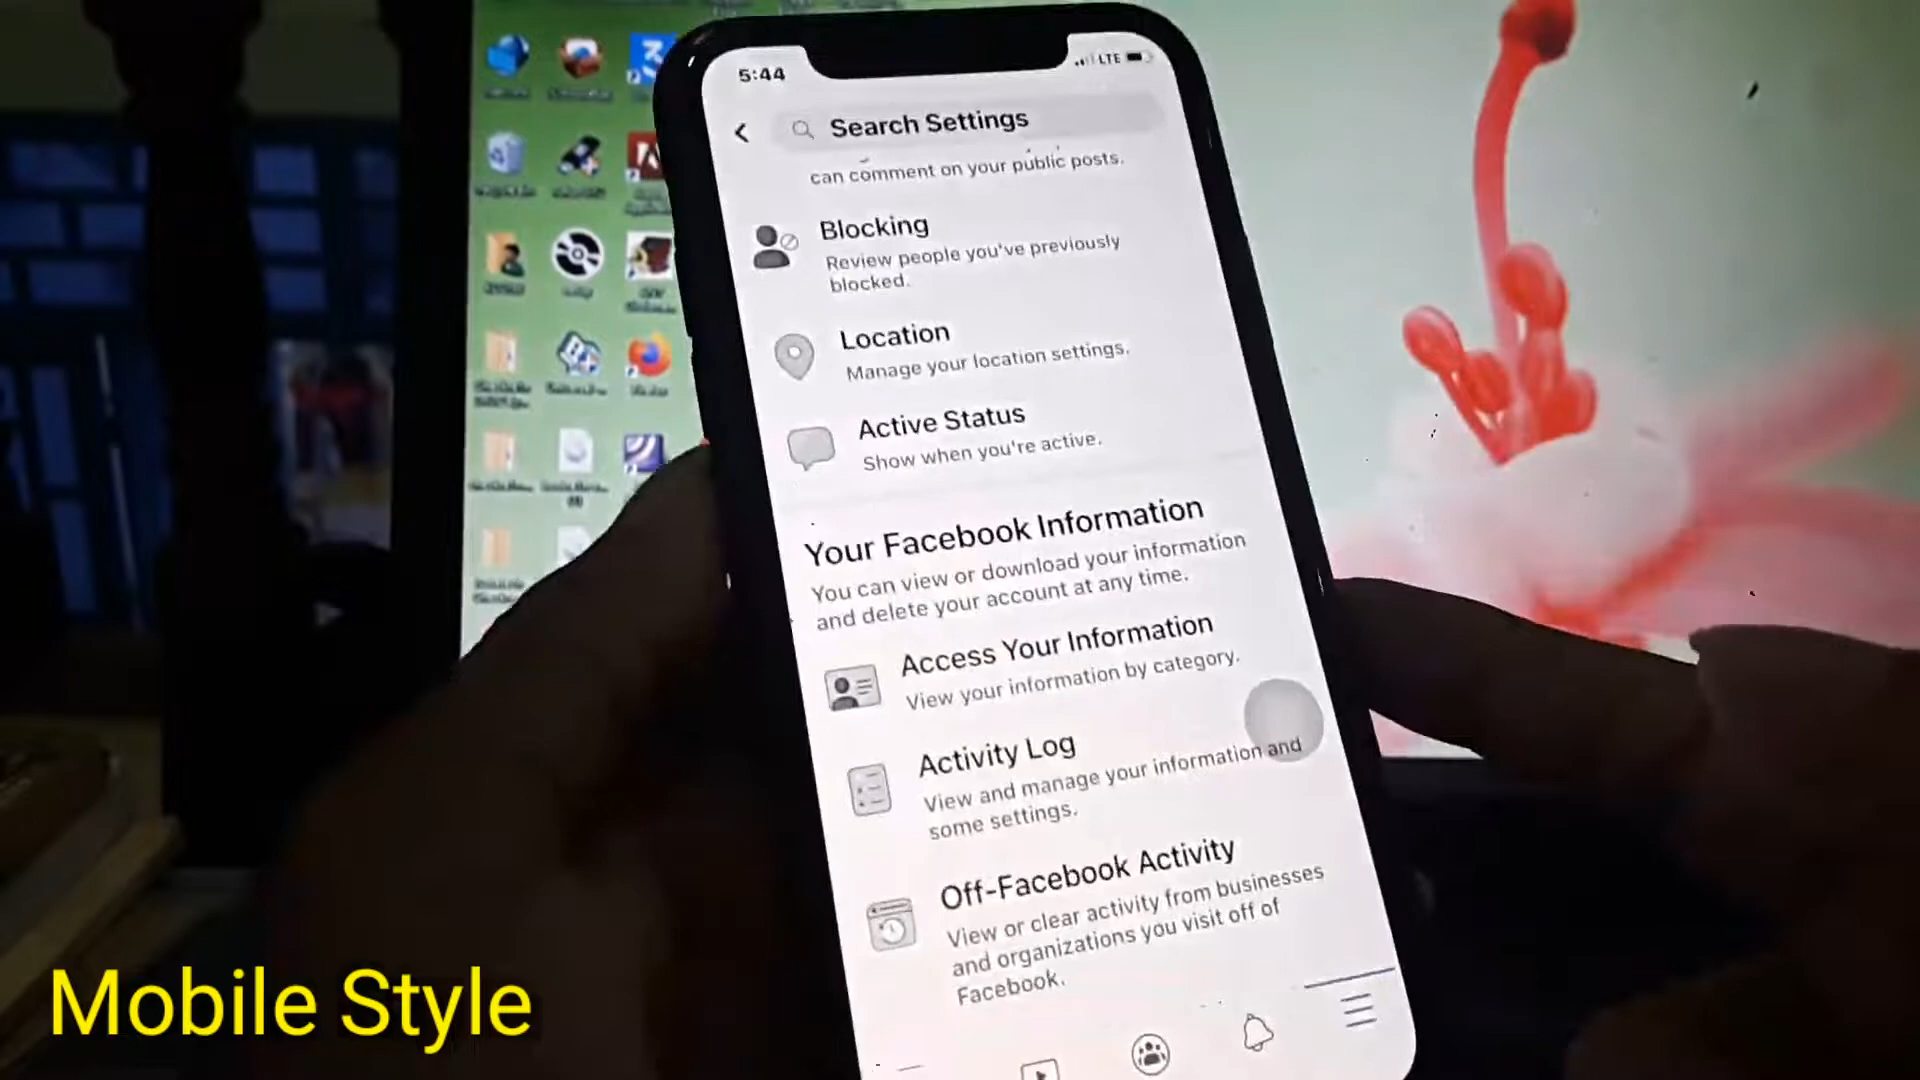 5:44
LTE
Search Settings
can comment on your public posts.
Blocking
Review people you've previously
blocked.
Location
Manage your location settings.
Active Status
Show when you're active.
Your Facebook Information
You can view or download your information
and delete your account at any time.
Access Your Information
View your information by category.
Activity Log
View and manage your information and
some settings.
Off-Facebook Activity
View or clear activity from businesses
and organizations you visit off of
Facebook.
Mobile Style